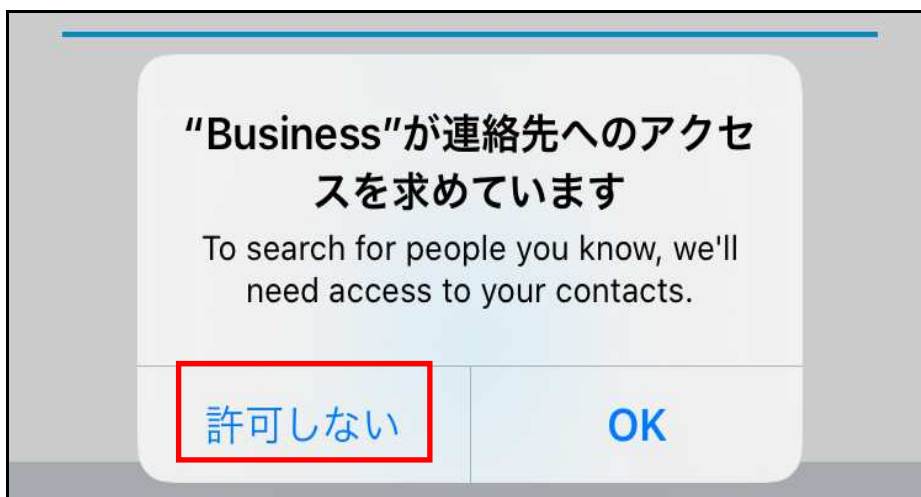 “Business”が連絡先へのアクセ
スを求めています
To search for people you know, we'll
need access to your contacts.
許可しない
OK